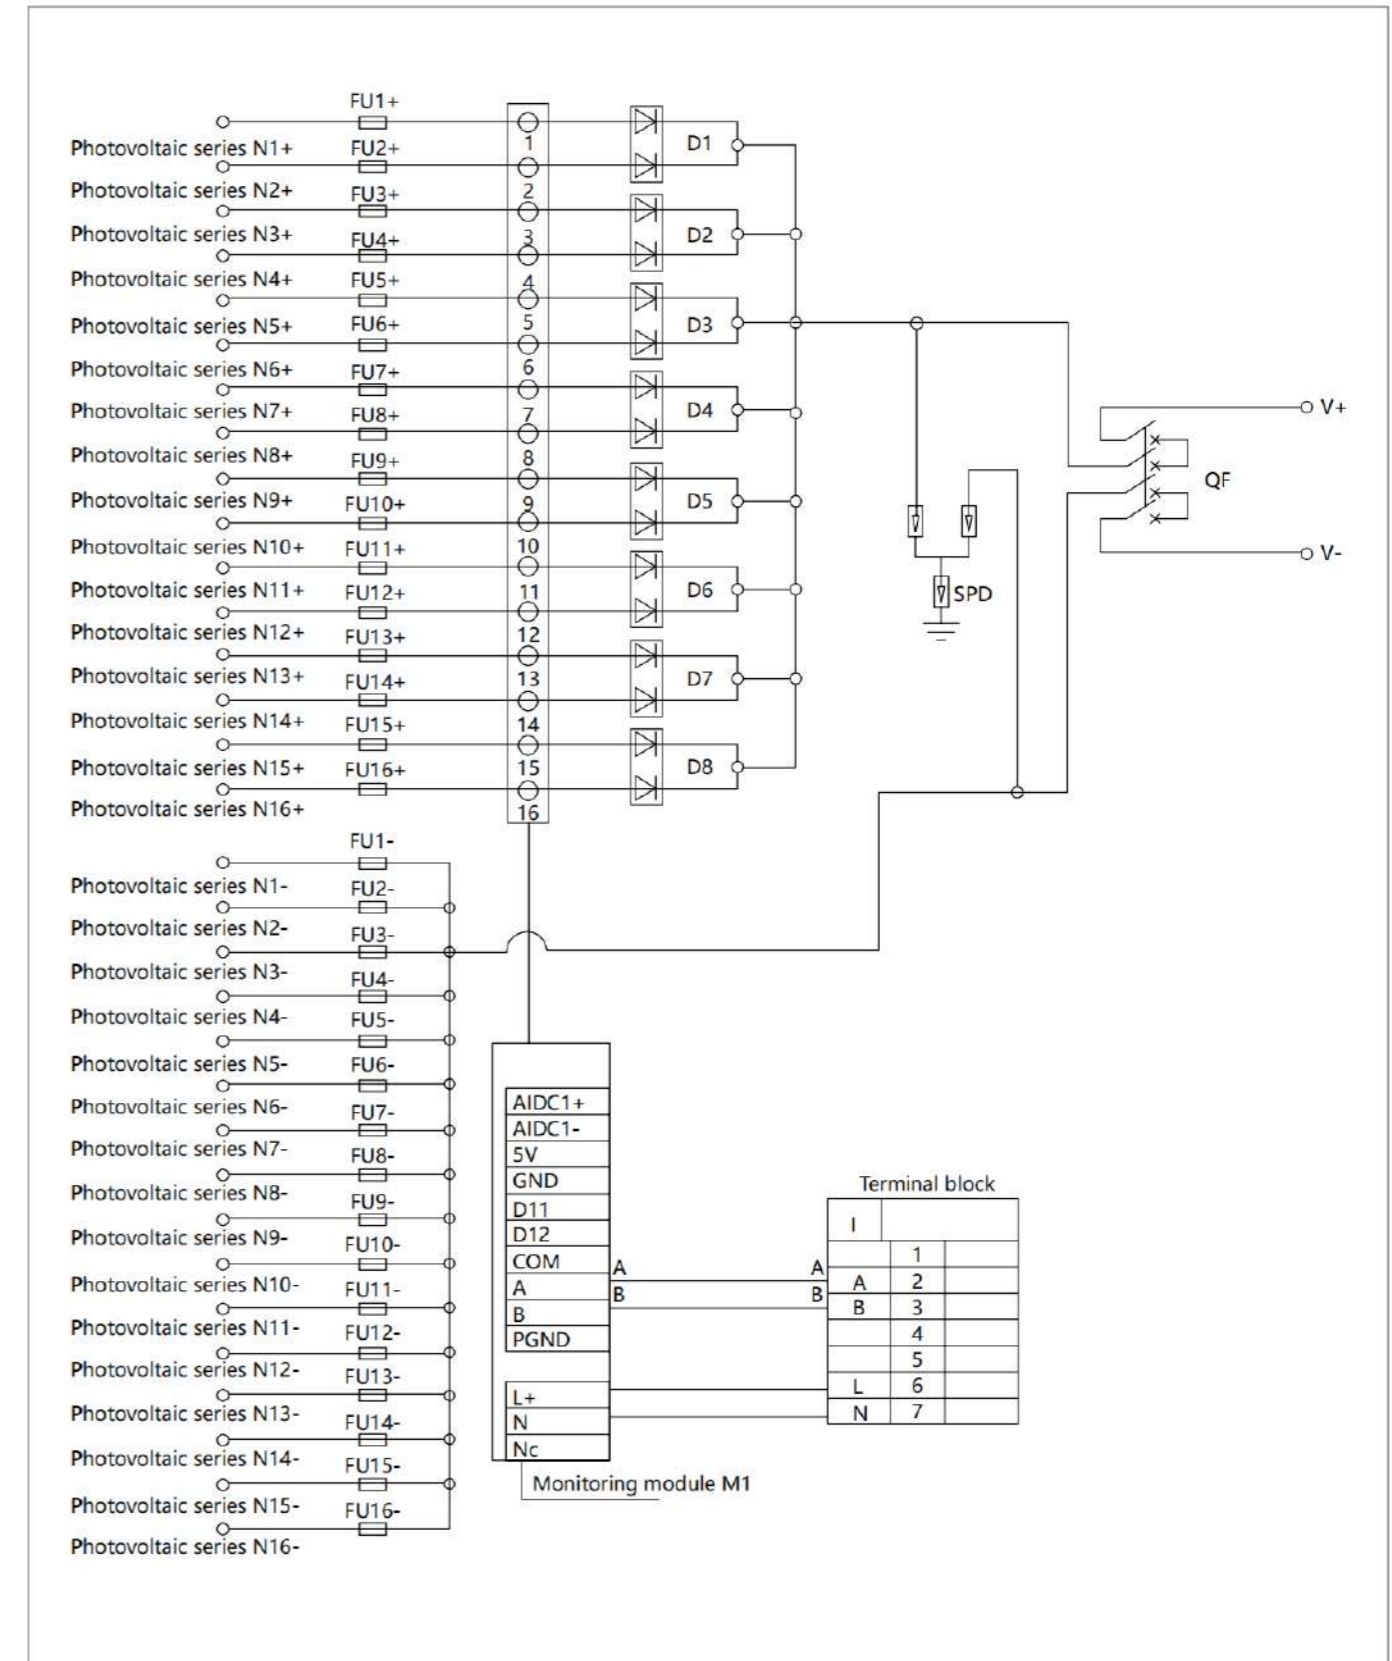 FU1+
Photovoltaic series N1+ FU2+ 1 D1
Photovoltaic series N2+ FU3+ 2
Photovoltaic series N3+ FU4+ 3 D2
Photovoltaic series N4+ FU5+ 4
Photovoltaic series N5+ FU6+ 5 D3
Photovoltaic series N6+ FU7+ 6
Photovoltaic series N7+ FU8+ 7 D4 V+
Photovoltaic series N8+ FU9+ 8
QF
Photovoltaic series N9+ FU10+ 9 D5
Photovoltaic series N10+ FU11+ 10 V-
Photovoltaic series N11+ FU12+ 11 D6 SPD
Photovoltaic series N12+ FU13+ 12
Photovoltaic series N13+ FU14+ 13 D7
Photovoltaic series N14+ FU15+ 14
Photovoltaic series N15+ FU16+ 15 D8
Photovoltaic series N16+ 16
FU1-
Photovoltaic series N1- FU2-
Photovoltaic series N2- FU3-
Photovoltaic series N3- FU4-
Photovoltaic series N4- FU5-
Photovoltaic series N5- FU6-
Photovoltaic series N6- FU7-
Photovoltaic series N7- FU8-
Photovoltaic series N8- FU9-
Photovoltaic series N9- FU10-
Photovoltaic series N10- FU11-
Photovoltaic series N11- FU12-
Photovoltaic series N12- FU13-
Photovoltaic series N13- FU14-
Photovoltaic series N14- FU15-
Photovoltaic series N15- FU16-
Photovoltaic series N16-
AIDC1+
AIDC1-
5V
GND
D11
D12
COM
A
B
PGND
L+
N
Nc
Monitoring module M1
A A
B B
Terminal block
I
1
A 2
B 3
4
5
L 6
N 7